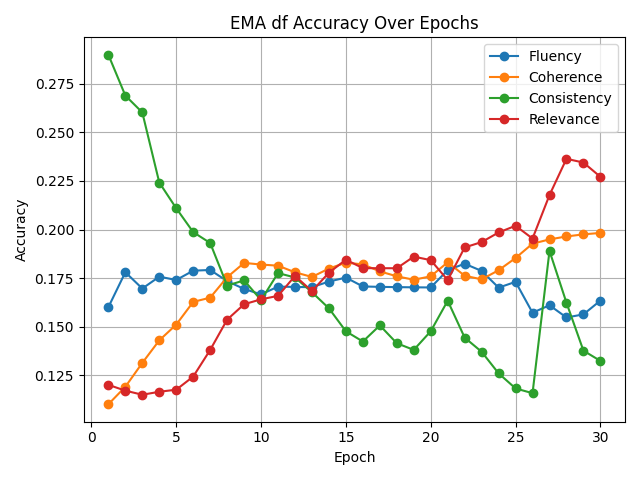 EMA df Accuracy Over Epochs
Fluency
Coherence
Consistency
Relevance
Accuracy
0.275
0.250
0.225
0.200
0.175
0.150
0.125
0 5 10 15 20 25 30
Epoch